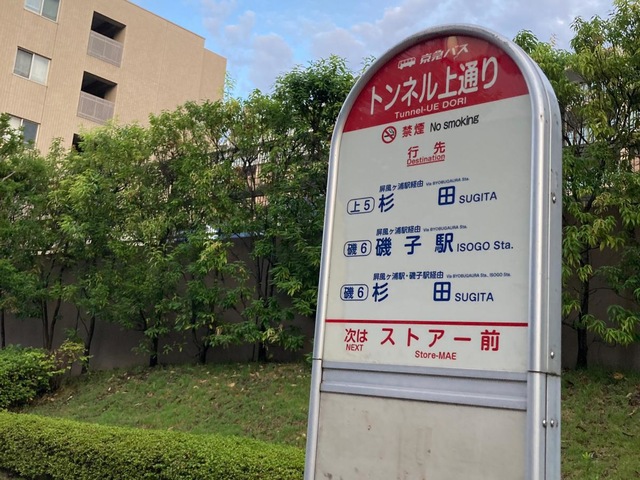 京急バス
トンネル上通り
Tunnel-UE DORI
禁煙 No smoking
行先
Destination
屏風ヶ浦駅経由 Via BYOBUGAURA Sta.
上5 杉田 SUGITA
屏風ヶ浦駅経由 Via BYOBUGAURA Sta.
磯6 磯子駅 ISOGO Sta.
屏風ヶ浦駅・磯子駅経由 Via BYOBUGAURA Sta. ISOGO Sta.
磯6 杉田 SUGITA
次は ストアー前
NEXT Store-MAE